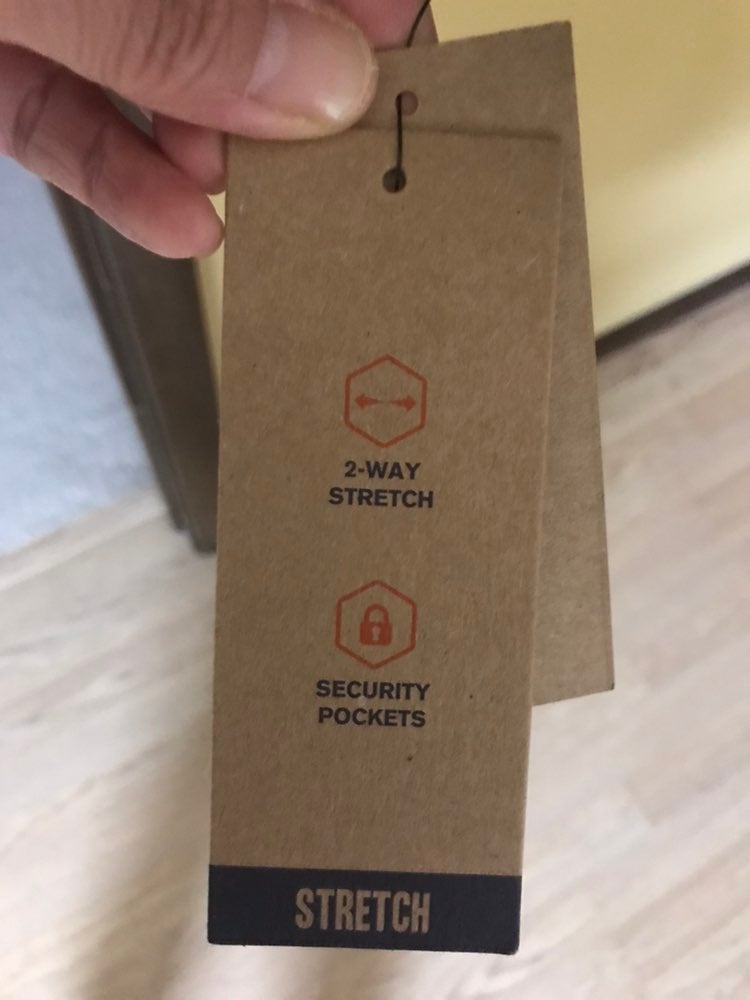 2-WAY
STRETCH
SECURITY
POCKETS
STRETCH